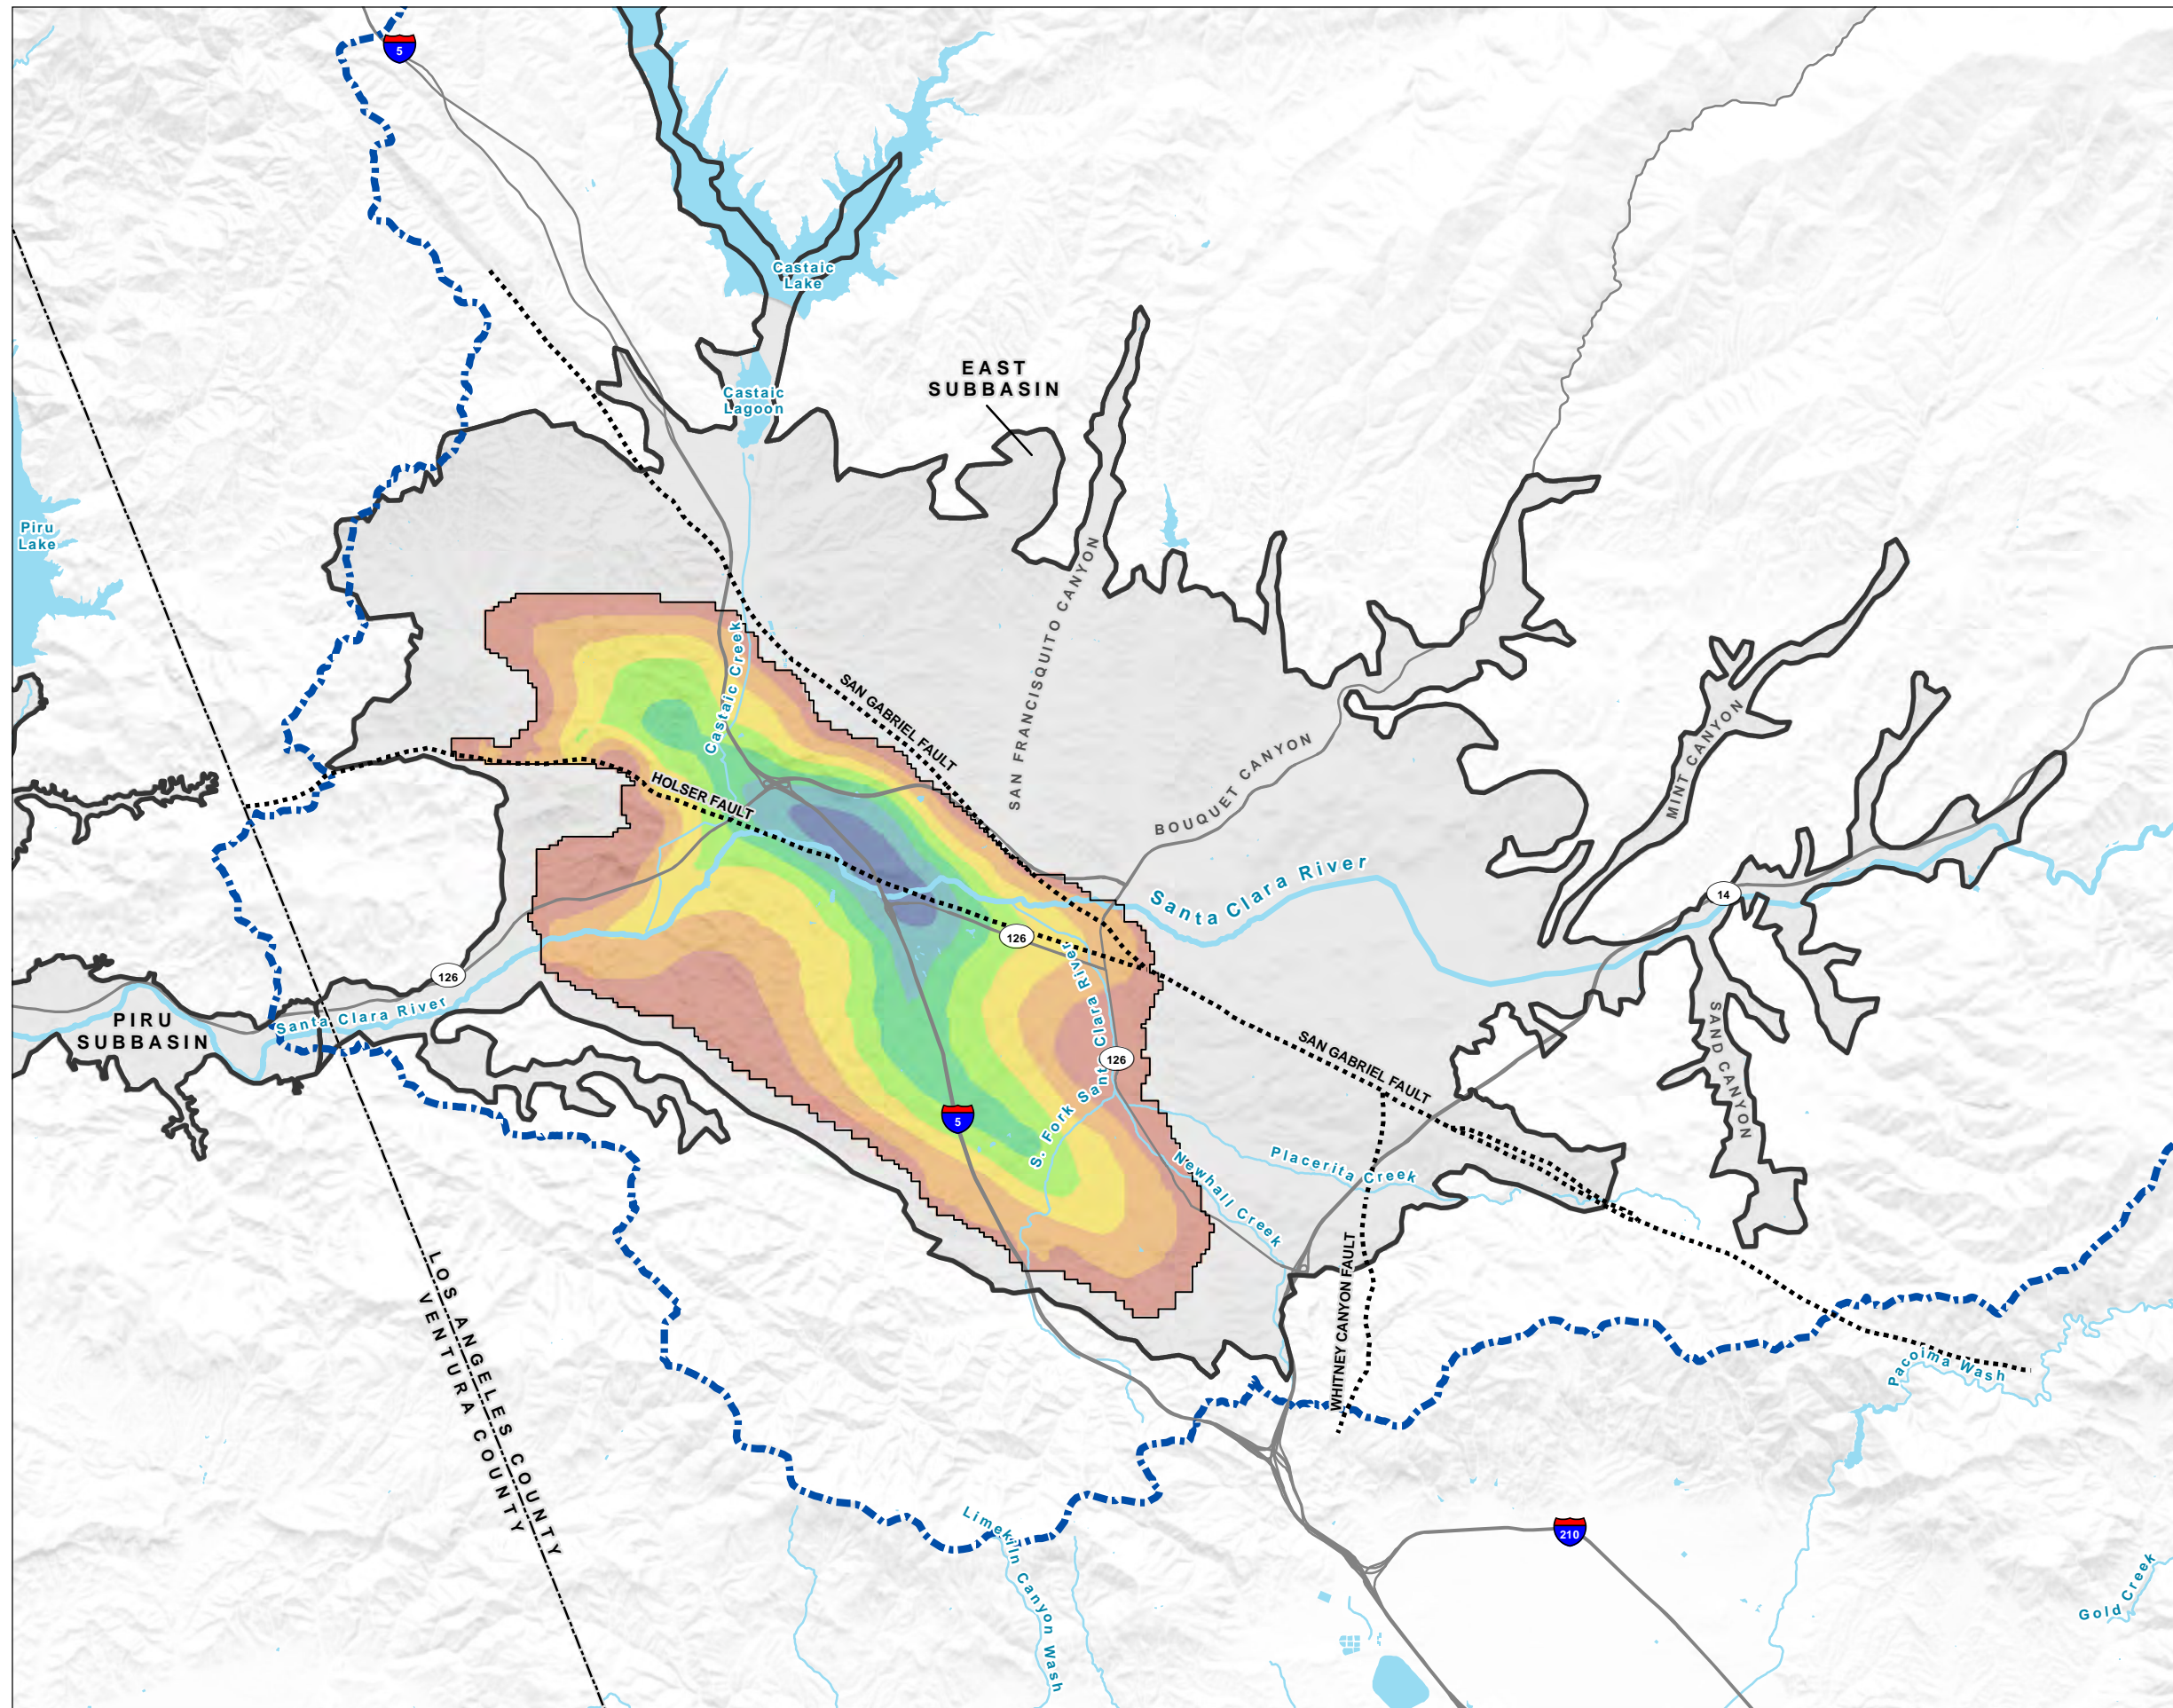 5
Castaic
Lake
EAST
SUBBASIN
Castaic
Lagoon
Piru
Lake
SAN FRANCISQUITO CANYON
Castaic Creek
SAN GABRIEL FAULT
MINT CANYON
BOUQUET CANYON
HOLSER FAULT
Santa Clara River
14
126
126
PIRU
SUBBASIN
Santa Clara River
S. Fork Santa Clara River
126
SAN GABRIEL FAULT
SAND CANYON
5
Placerita Creek
Newhall Creek
WHITNEY CANYON FAULT
LOS ANGELES COUNTY
VENTURA COUNTY
Pacoima Wash
Limekiln Canyon Wash
210
Gold Creek